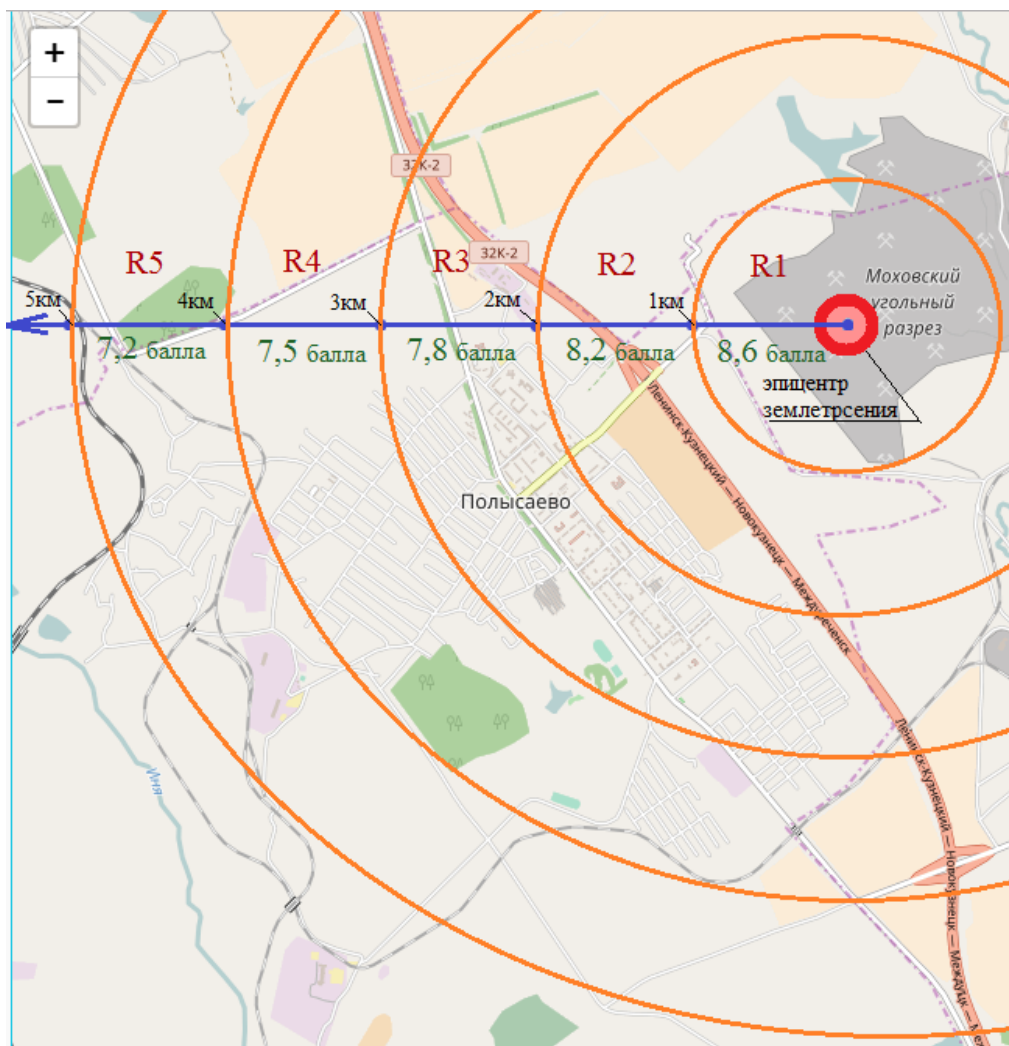 +
−
32К-2
32К-2
R5
R4
R3
R2
R1
Моховский
угольный
разрез
5км
4км
3км
2км
1км
7,2 балла
7,5 балла
7,8 балла
8,2 балла
8,6 балла
эпицентр
землетрсения
Ленинск-Кузнецкий — Новокузнецк — Междуреченск
Полысаево
Иня
Ленинск-Кузнецкий — Новокузнецк — Межд